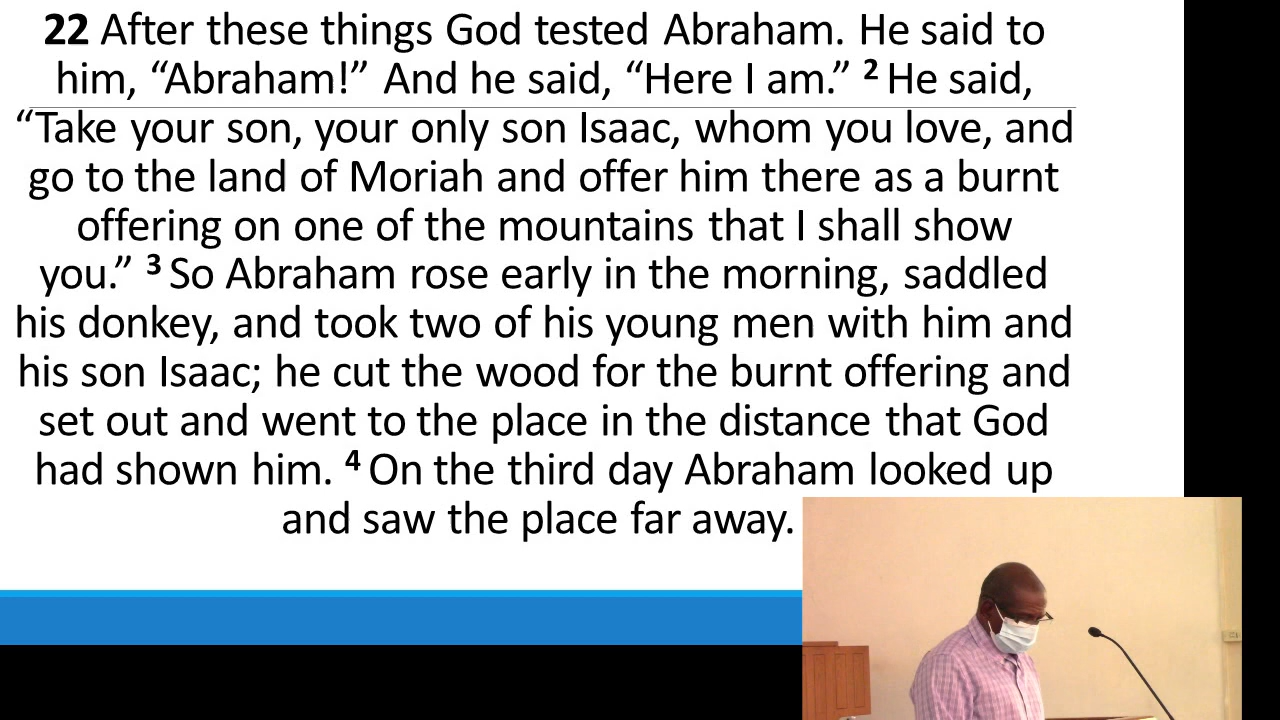 22 After these things God tested Abraham. He said to
him, “Abraham!” And he said, “Here I am.” 2 He said,
“Take your son, your only son Isaac, whom you love, and
go to the land of Moriah and offer him there as a burnt
offering on one of the mountains that I shall show
you.” 3 So Abraham rose early in the morning, saddled
his donkey, and took two of his young men with him and
his son Isaac; he cut the wood for the burnt offering and
set out and went to the place in the distance that God
had shown him. 4 On the third day Abraham looked up
and saw the place far away.